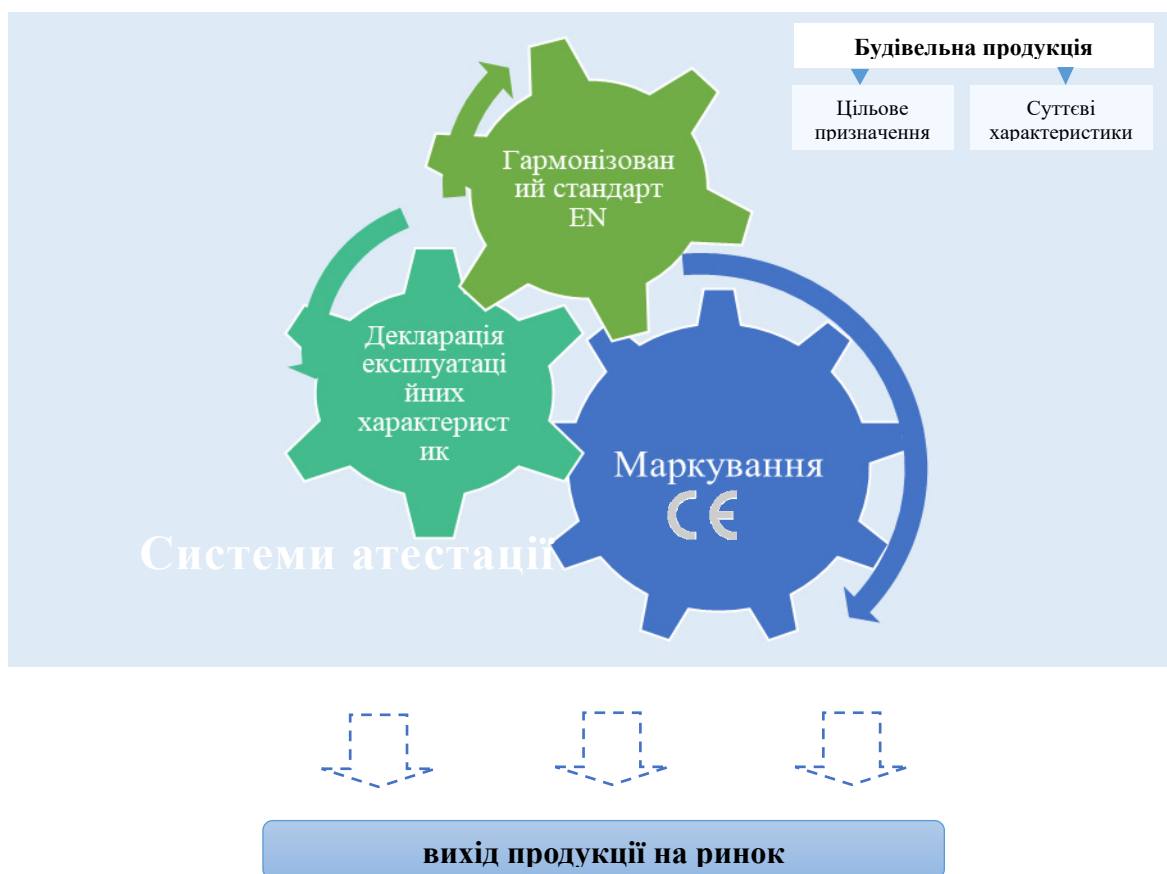 Будівельна продукція
Цільове
призначення
Суттєві
характеристики
Гармонізован
ий стандарт
EN
Декларація
експлуатаці
йних
характерист
ик
Маркування
CE
Системи атестації
вихід продукції на ринок